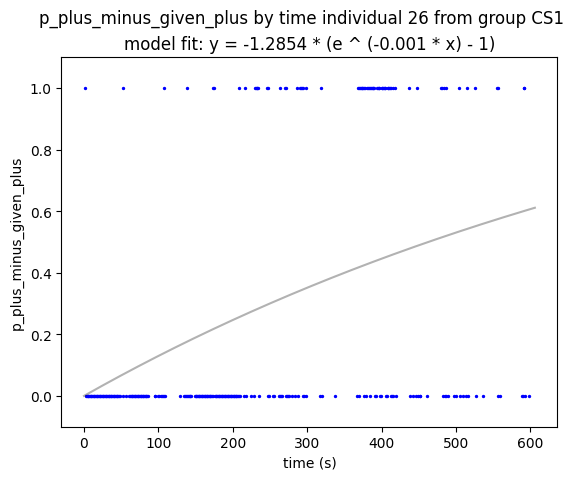 p_plus_minus_given_plus by time individual 26 from group CS1
model fit: y = -1.2854 * (e ^ (-0.001 * x) - 1)
p_plus_minus_given_plus
1.0
0.8
0.6
0.4
0.2
0.0
0 100 200 300 400 500 600
time (s)